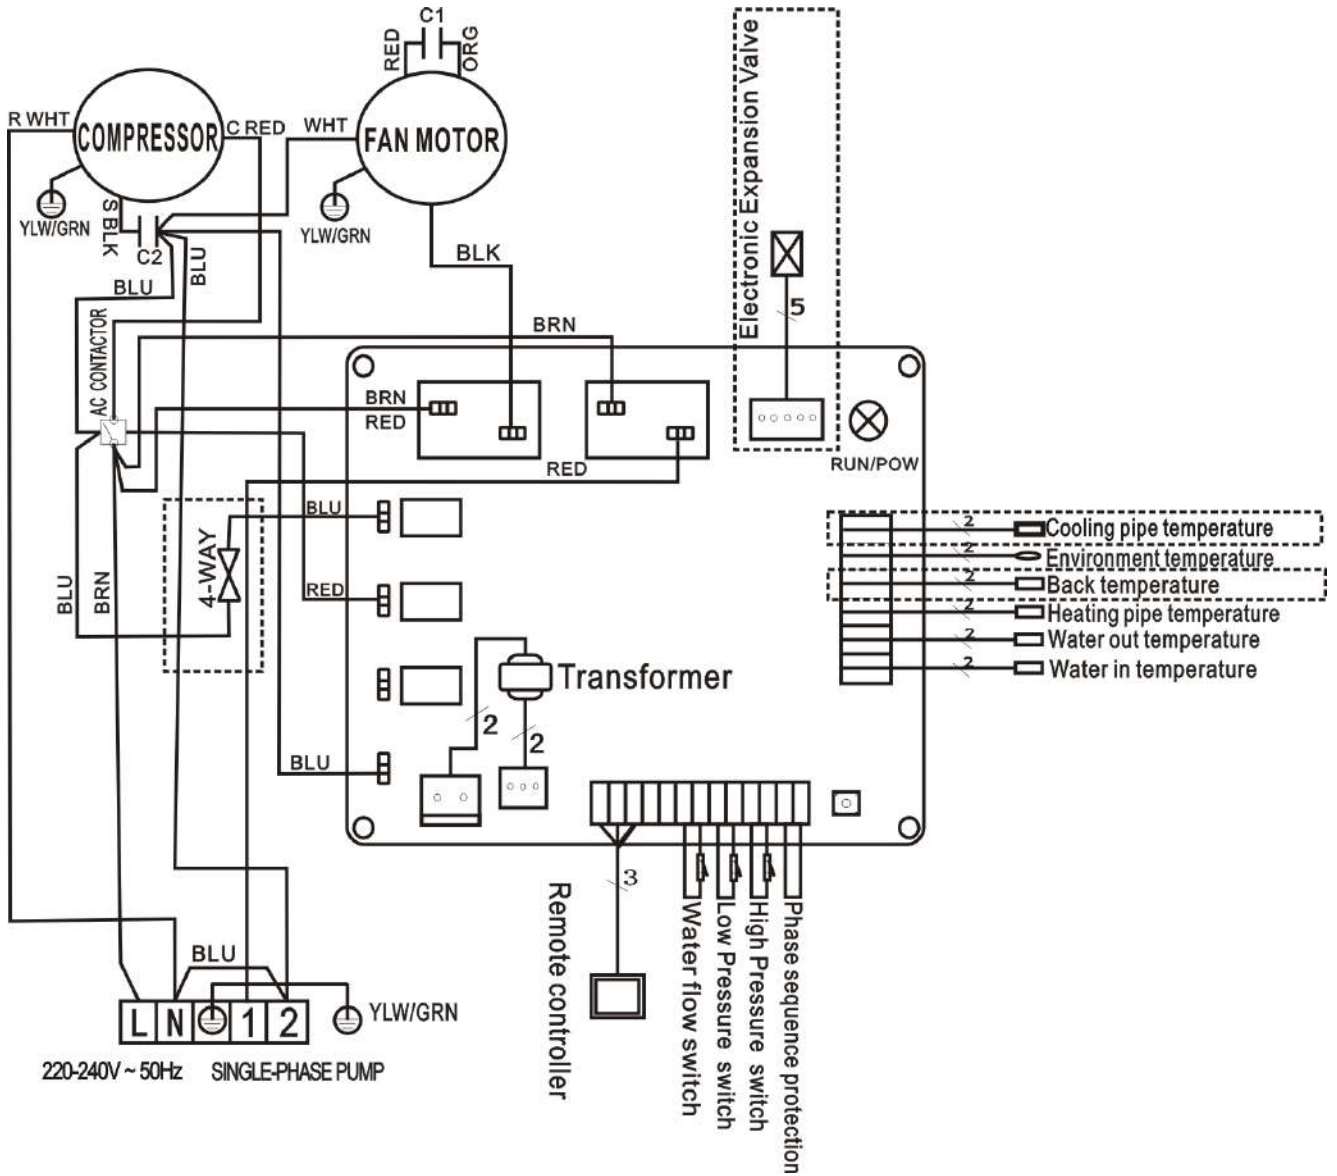 C1
RED
ORG
COMPRESSOR
FAN MOTOR
R WHT
C RED
WHT
YLW/GRN
YLW/GRN
S BLK
C2
BLU
BLU
BLK
Electronic Expansion Valve
5
AC CONTACTOR
BRN
BRN
RED
RED
RUN/POW
BLU
4-WAY
BLU
BRN
RED
2
Cooling pipe temperature
2
Environment temperature
2
Back temperature
2
Heating pipe temperature
2
Water out temperature
2
Water in temperature
Transformer
2
2
BLU
3
Remote controller
Water flow switch
Low Pressure switch
High Pressure switch
Phase sequence protection
BLU
L N 1 2
YLW/GRN
220-240V ~ 50Hz SINGLE-PHASE PUMP